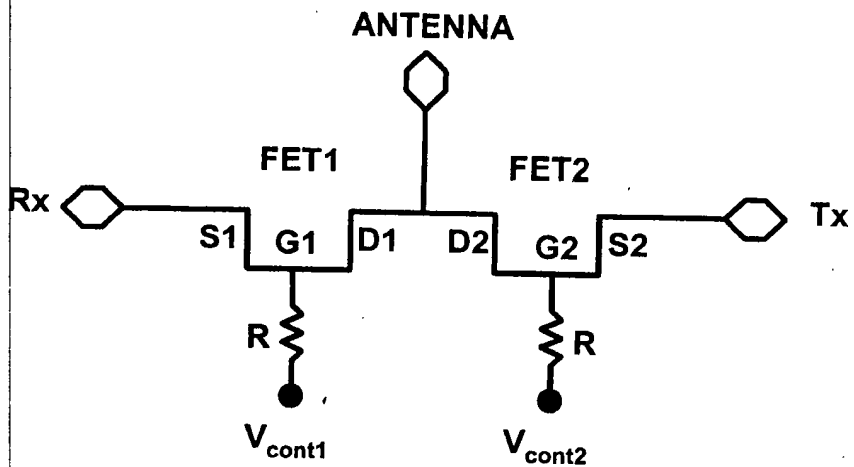 ANTENNA
FET1
FET2
Rx
Tx
S1
G1
D1
D2
G2
S2
R
R
Vcont1
Vcont2